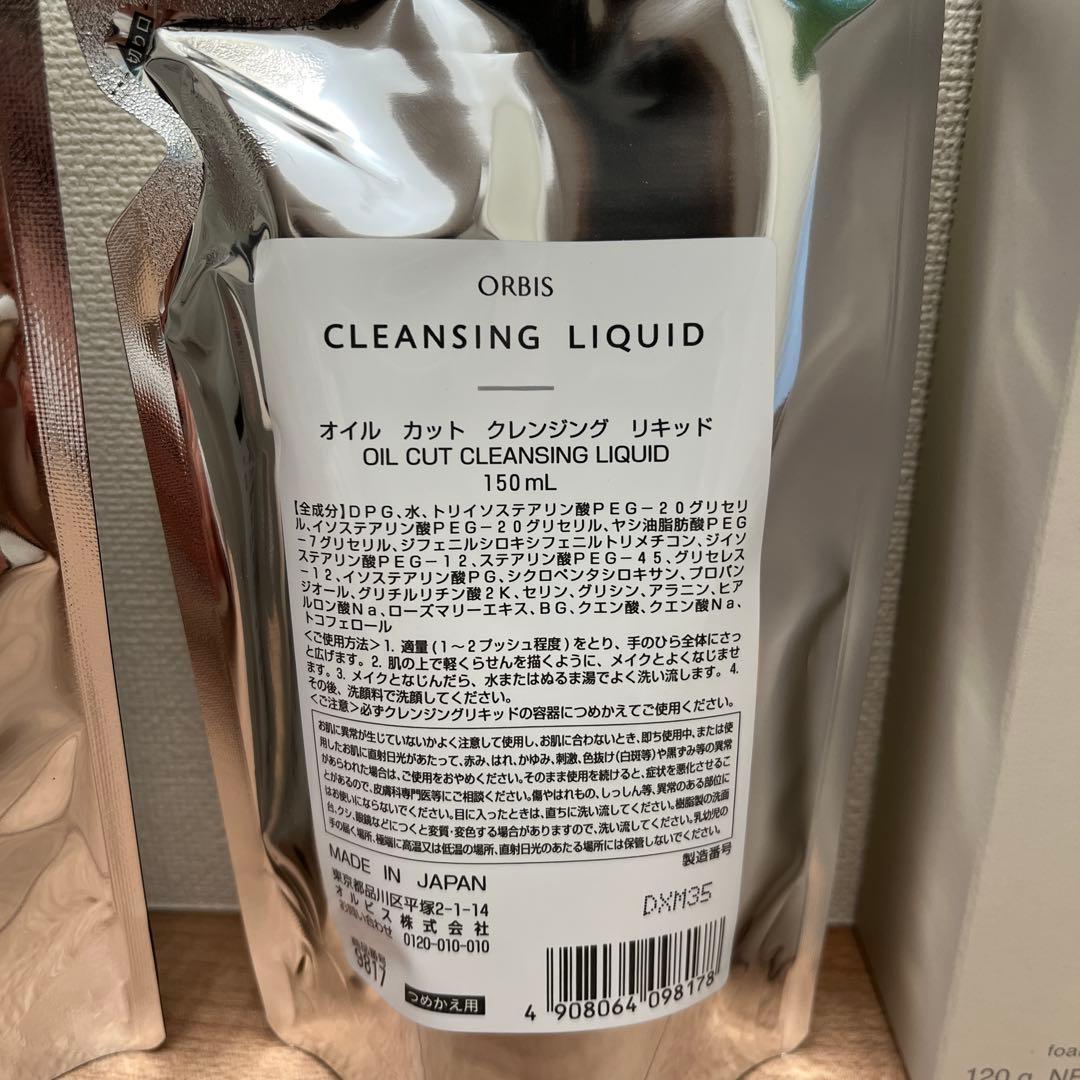 切り口
ORBIS
CLEANSING LIQUID
オイル カット クレンジング リキッド
OIL CUT CLEANSING LIQUID
150mL
【全成分】DPG、水、トリイソステアリン酸PEG-20グリセリ
ル、イソステアリン酸PEG-20グリセリル、ヤシ油脂肪酸PEG
-7グリセリル、ジフェニルシロキシフェニルトリメチコン、ジイソ
ステアリン酸PEG-12、ステアリン酸PEG-45、グリセレス
-12、イソステアリン酸PG、シクロペンタシロキサン、プロパン
ジオール、グリチルリチン酸2K、セリン、グリシン、アラニン、ヒア
ルロン酸Na、ローズマリーエキス、BG、クエン酸、クエン酸Na、
トコフェロール
<ご使用方法>1. 適量(1～2プッシュ程度)をとり、手のひら全体にさっ
と広げます。2. 肌の上で軽くらせんを描くように、メイクとよくなじませ
ます。3. メイクとなじんだら、水またはぬるま湯でよく洗い流します。4.
その後、洗顔料で洗顔してください。
<ご注意>必ずクレンジングリキッドの容器につめかえてご使用ください。
お肌に異常が生じていないかよく注意して使用し、お肌に合わないとき、即ち使用中、または使
用したお肌に直射日光があたって、赤み、はれ、かゆみ、刺激、色抜け(白斑等)や黒ずみ等の異常
があらわれた場合は、ご使用をおやめください。そのまま使用を続けると、症状を悪化させるこ
とがあるので、皮膚科専門医等にご相談ください。傷やはれもの、しっしん等、異常のある部位に
はお使いにならないでください。目に入ったときは、直ちに洗い流してください。樹脂製の洗面
台、クシ、眼鏡などにつくと変質・変色する場合がありますので、洗い流してください。乳幼児の
手の届く場所、極端に高温又は低温の場所、直射日光のあたる場所には保管しないでください。
MADE IN JAPAN
製造番号
東京都品川区平塚2-1-14
オルビス株式会社
お問い合わせ 0120-010-010
DXM35
商品番号
9817
つめかえ用
4 908064 098178
foa
120 g